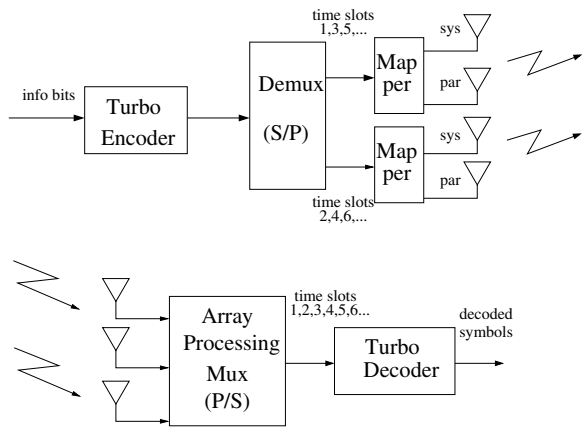 time slots
1,3,5,...
sys
Map
per
par
info bits
Turbo
Encoder
Demux
(S/P)
sys
Map
per
par
time slots
2,4,6,...
time slots
1,2,3,4,5,6...
Array
Processing
Mux
(P/S)
Turbo
Decoder
decoded
symbols